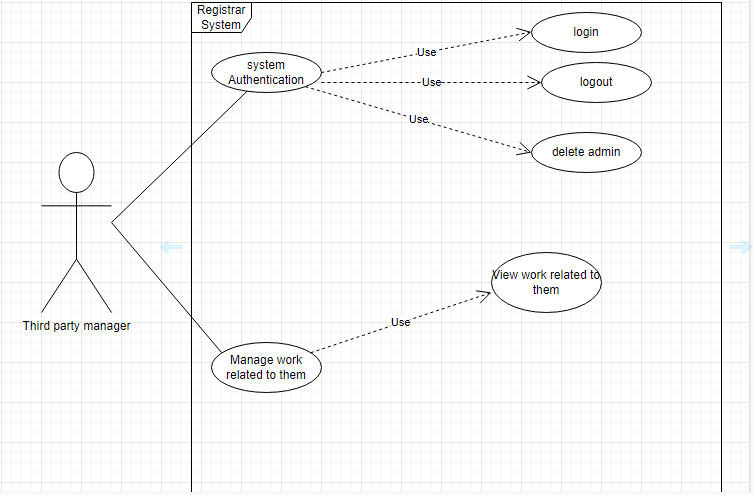 Registrar
System
login
Use
system
Authentication
Use
logout
Use
delete admin
View work related to
them
Third party manager
Use
Manage work
related to them